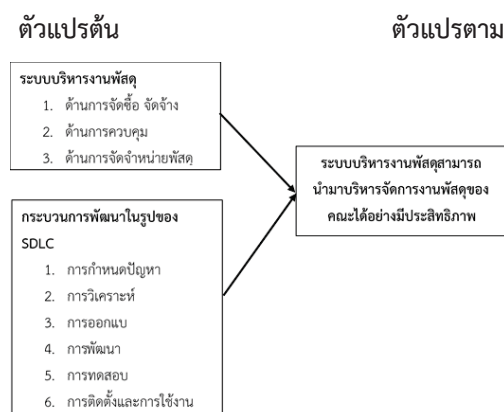 ตัวแปรต้น
ตัวแปรตาม
ระบบบริหารงานพัสดุ
1. ด้านการจัดซื้อ จัดจ้าง
2. ด้านการควบคุม
3. ด้านการจัดจำหน่ายพัสดุ
ระบบบริหารงานพัสดุสามารถ
นำมาบริหารจัดการงานพัสดุของ
คณะได้อย่างมีประสิทธิภาพ
กระบวนการพัฒนาในรูปของ
SDLC
1. การกำหนดปัญหา
2. การวิเคราะห์
3. การออกแบบ
4. การพัฒนา
5. การทดสอบ
6. การติดตั้งและการใช้งาน